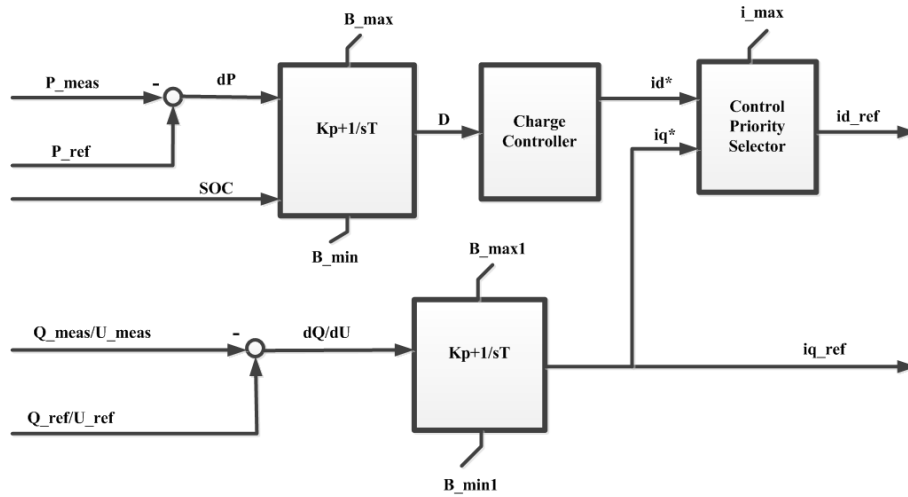 B_max
i_max
P_meas
-
dP
id*
Kp+1/sT
D
Charge
Controller
Control
Priority
Selector
id_ref
iq*
P_ref
SOC
B_min
B_max1
Q_meas/U_meas
-
dQ/dU
Kp+1/sT
iq_ref
Q_ref/U_ref
B_min1